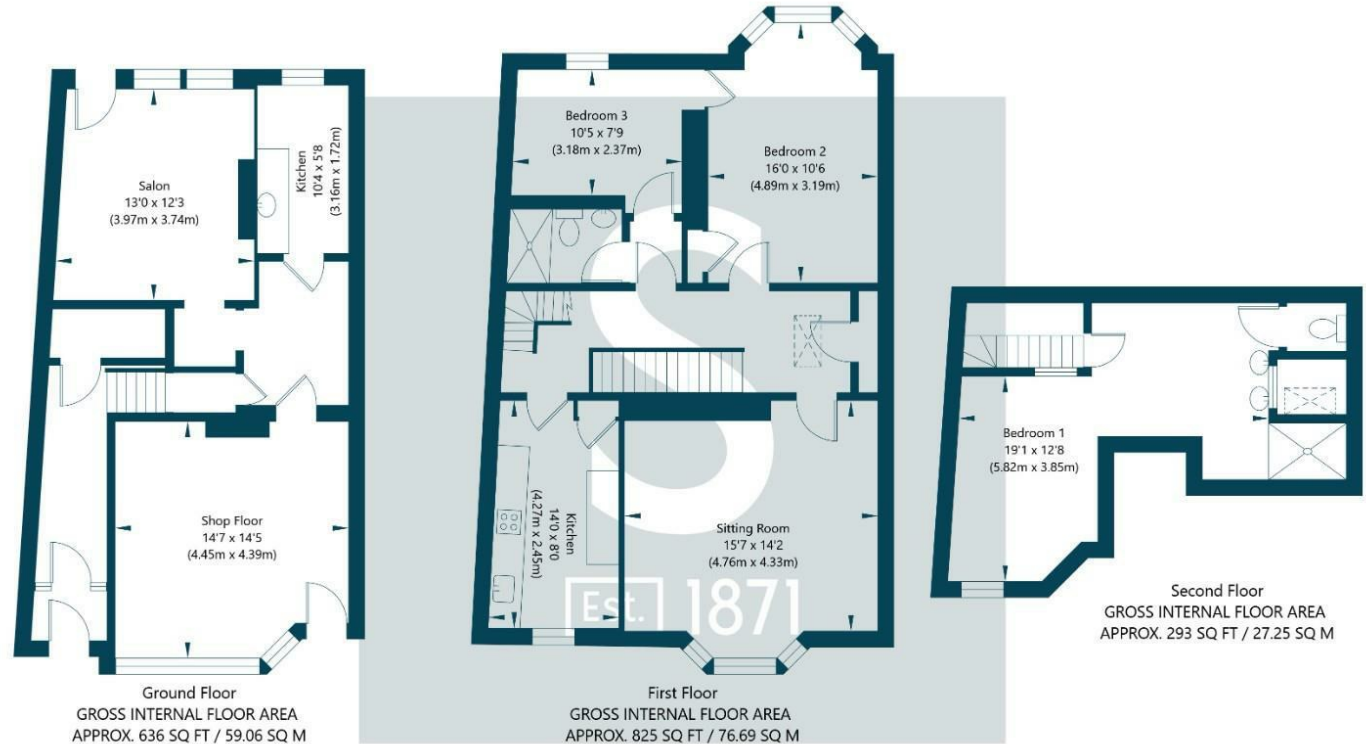 Salon
13'0 x 12'3
(3.97m x 3.74m)
Kitchen
10'4 x 5'8
(3.16m x 1.72m)
Shop Floor
14'7 x 14'5
(4.45m x 4.39m)
Ground Floor
GROSS INTERNAL FLOOR AREA
APPROX. 636 SQ FT / 59.06 SQ M
Bedroom 3
10'5 x 7'9
(3.18m x 2.37m)
Bedroom 2
16'0 x 10'6
(4.89m x 3.19m)
S
Kitchen
14'0 x 8'0
(4.27m x 2.45m)
Sitting Room
15'7 x 14'2
(4.76m x 4.33m)
Est. 1871
First Floor
GROSS INTERNAL FLOOR AREA
APPROX. 825 SQ FT / 76.69 SQ M
Bedroom 1
19'1 x 12'8
(5.82m x 3.85m)
Second Floor
GROSS INTERNAL FLOOR AREA
APPROX. 293 SQ FT / 27.25 SQ M